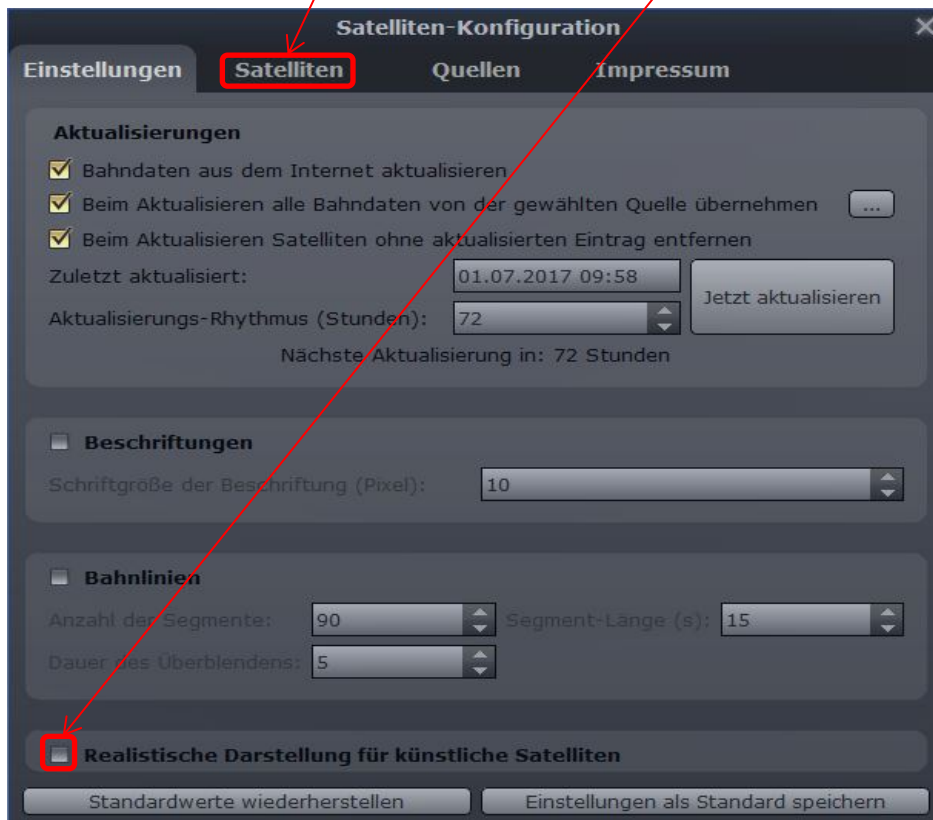 Satelliten-Konfiguration
Einstellungen Satelliten Quellen Impressum
Aktualisierungen
Bahndaten aus dem Internet aktualisieren
Beim Aktualisieren alle Bahndaten von der gewählten Quelle übernehmen ...
Beim Aktualisieren Satelliten ohne aktualisierten Eintrag entfernen
Zuletzt aktualisiert: 01.07.2017 09:58
Jetzt aktualisieren
Aktualisierungs-Rhythmus (Stunden): 72
Nächste Aktualisierung in: 72 Stunden
Beschriftungen
Schriftgröße der Beschriftung (Pixel): 10
Bahnlinien
Anzahl der Segmente: 90 Segment-Länge (s): 15
Dauer des Überblendens: 5
Realistische Darstellung für künstliche Satelliten
Standardwerte wiederherstellen Einstellungen als Standard speichern